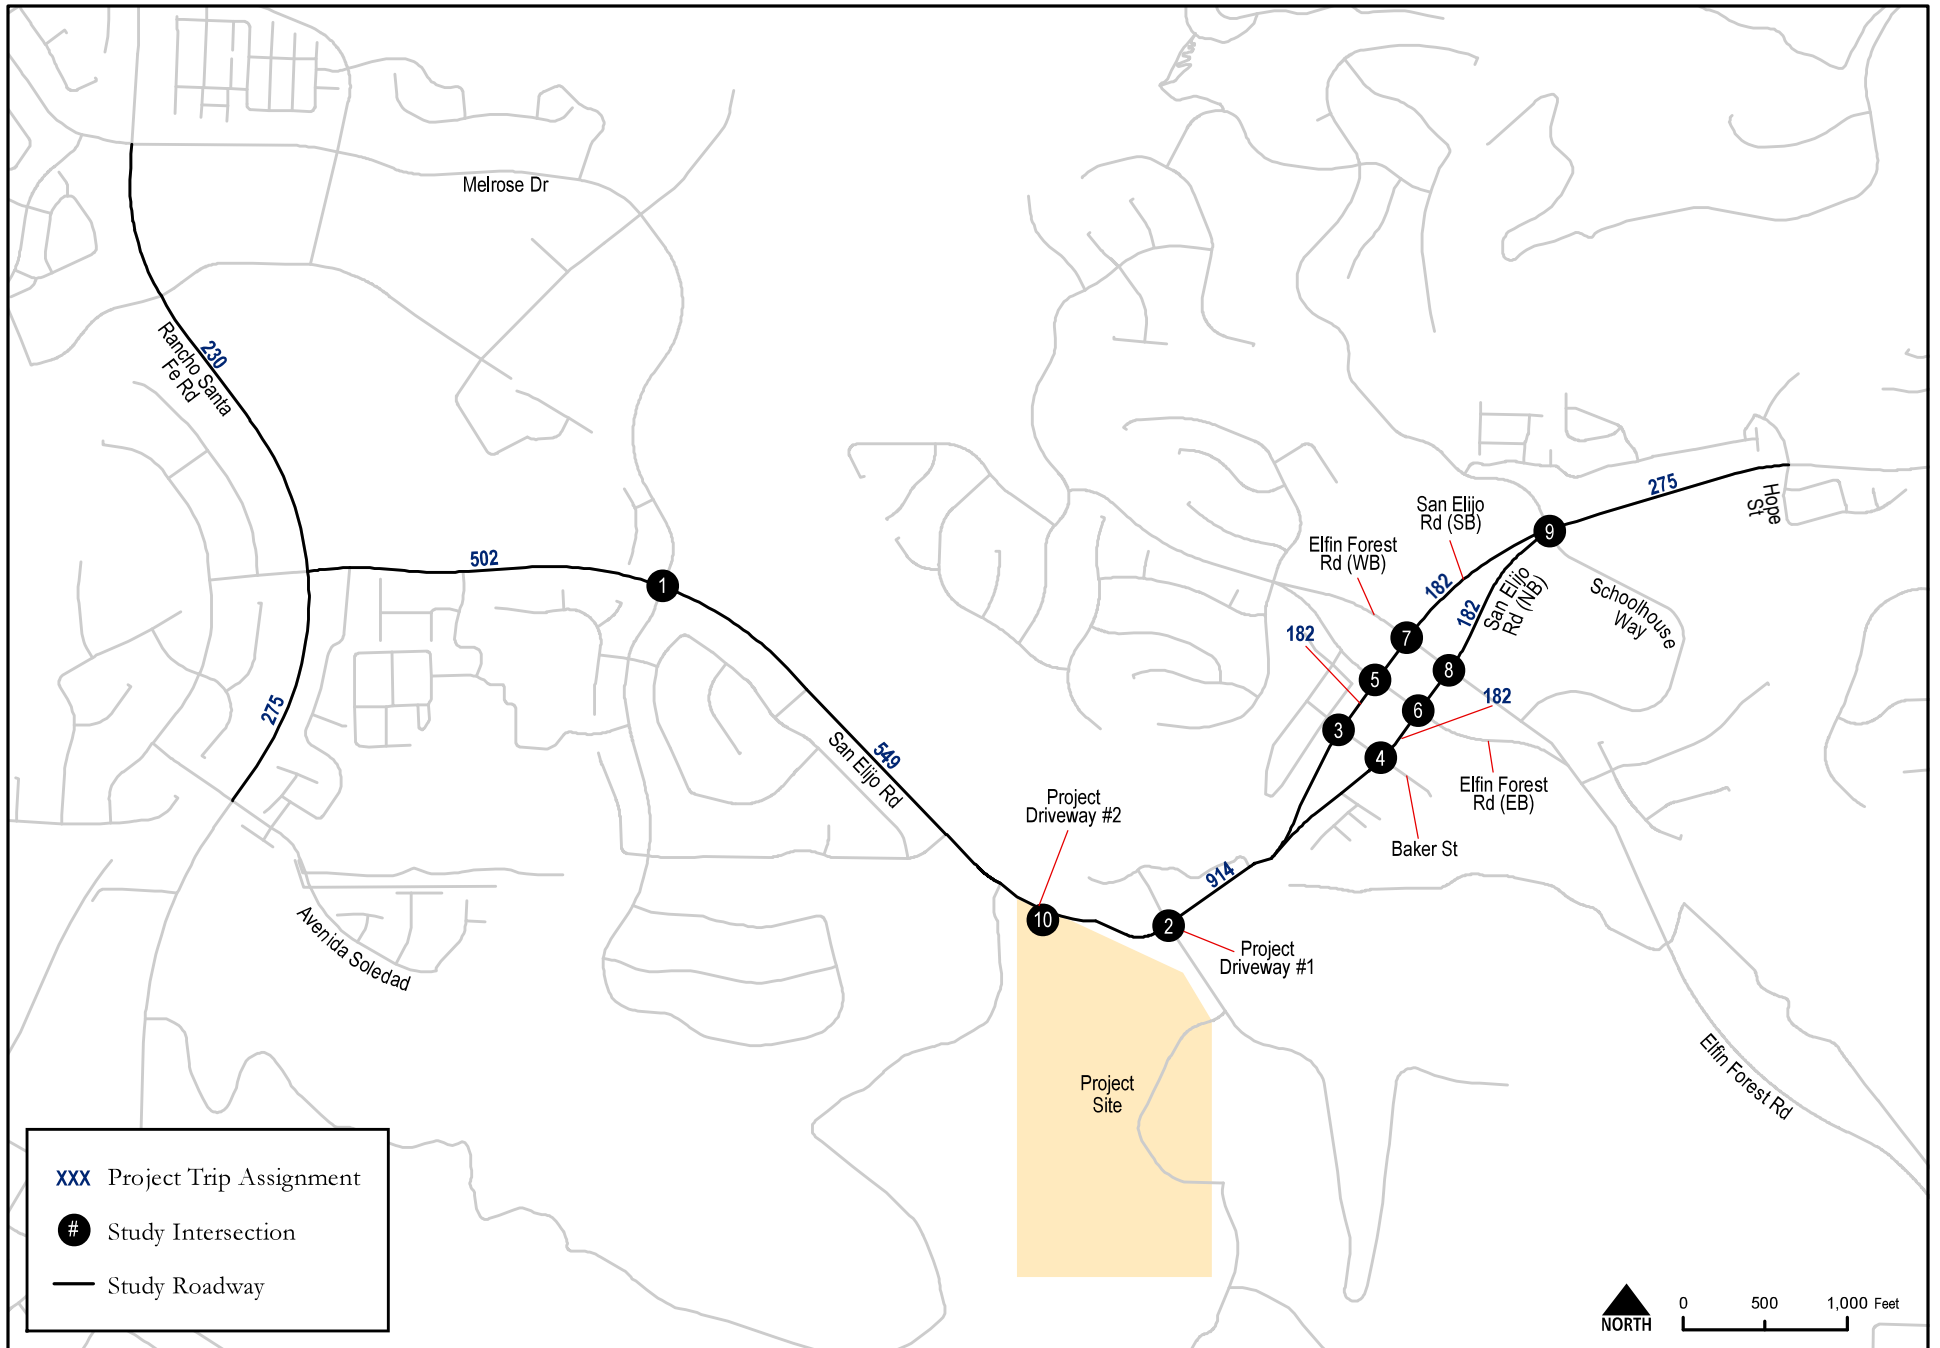 Melrose Dr
230
Rancho Santa
Fe Rd
502
1
275
549
San Elijo Rd
Avenida Soledad
Project
Driveway #2
10
2
Project
Driveway #1
914
Project
Site
San Elijo
Rd (SB)
Elfin Forest
Rd (WB)
182
182
San Elijo
Rd (NB)
9
275
Hope
St
Schoolhouse
Way
7
8
182
5
6
182
3
4
Elfin Forest
Rd (EB)
Baker St
Elfin Forest Rd
XXX Project Trip Assignment
# Study Intersection
Study Roadway
NORTH
0 500 1,000 Feet